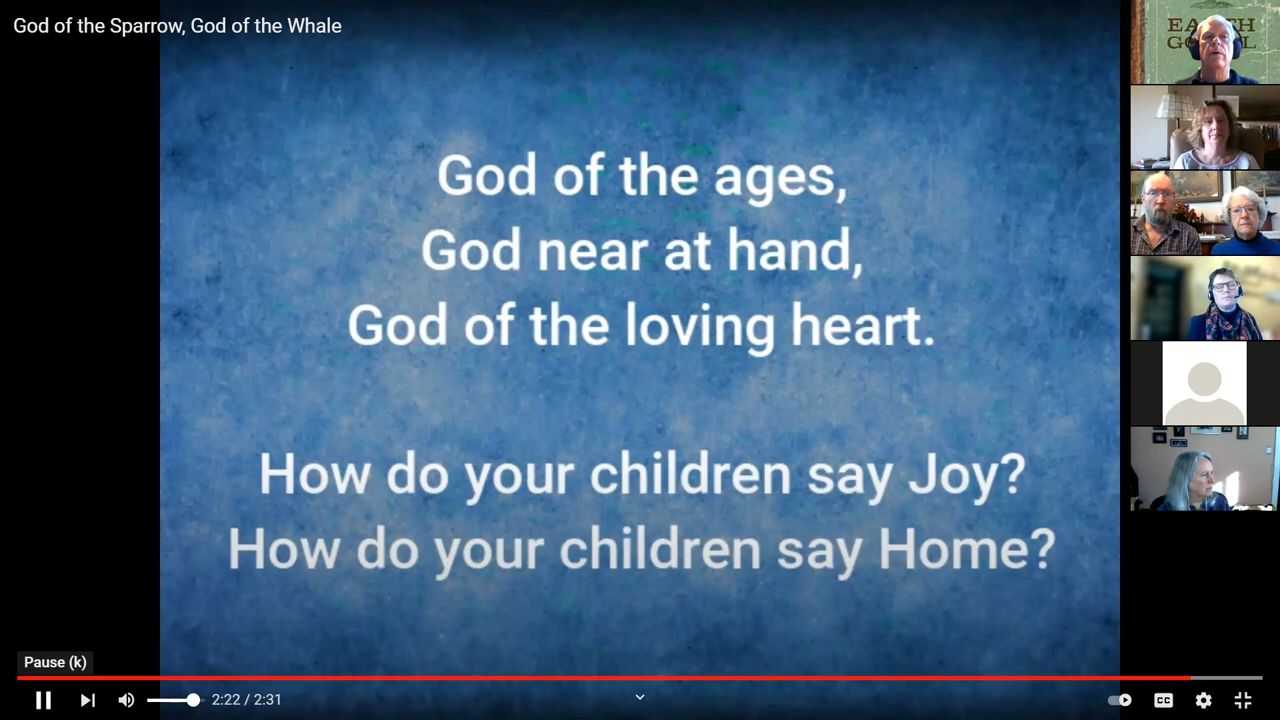 God of the Sparrow, God of the Whale
God of the ages,
God near at hand,
God of the loving heart.
How do your children say Joy?
How do your children say Home?
Pause (k)
2:22 / 2:31
CC